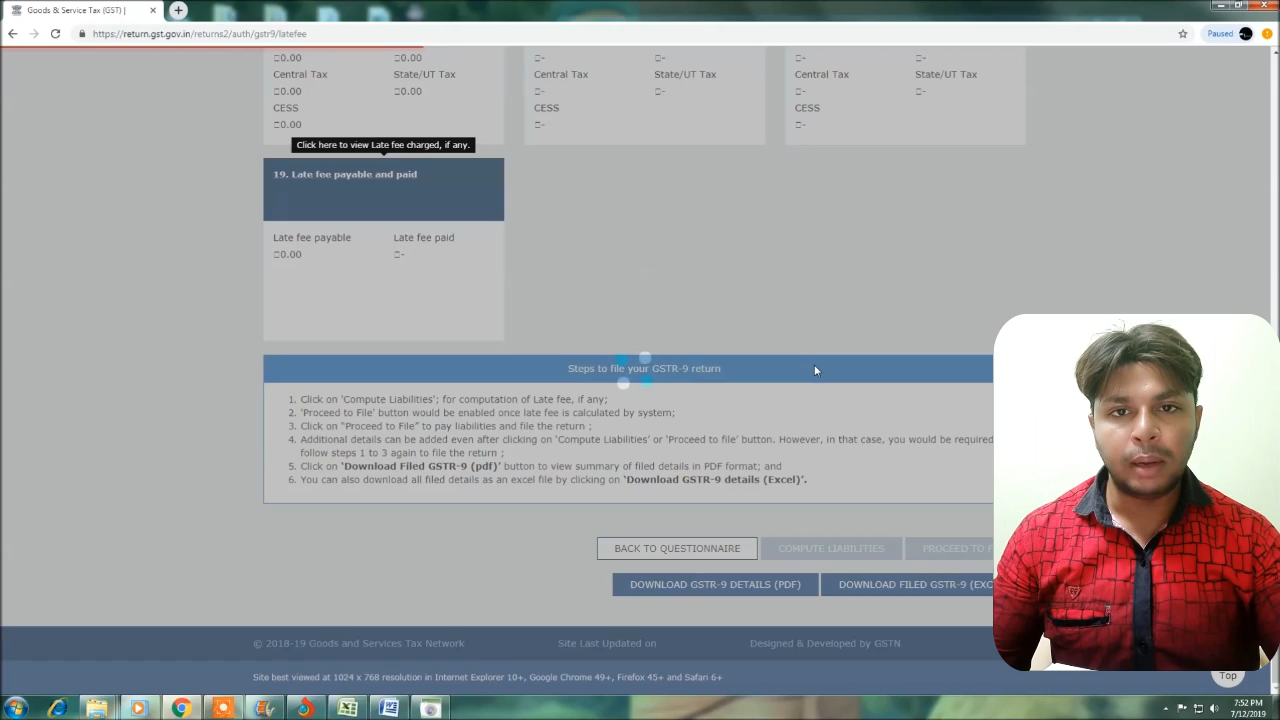 Goods & Service Tax (GST) |
https://return.gst.gov.in/returns2/auth/gstr9/latefee
Paused
0.00 0.00 - - - -
Central Tax State/UT Tax Central Tax State/UT Tax Central Tax State/UT Tax
0.00 0.00 - - - -
CESS CESS CESS
0.00 - -
Click here to view Late fee charged, if any.
19. Late fee payable and paid
Late fee payable Late fee paid
0.00 -
Steps to file your GSTR-9 return
1. Click on 'Compute Liabilities'; for computation of Late fee, if any;
2. 'Proceed to File' button would be enabled once late fee is calculated by system;
3. Click on "Proceed to File" to pay liabilities and file the return ;
4. Additional details can be added even after clicking on 'Compute Liabilities' or 'Proceed to file' button. However, in that case, you would be required
follow steps 1 to 3 again to file the return ;
5. Click on 'Download Filed GSTR-9 (pdf)' button to view summary of filed details in PDF format; and
6. You can also download all filed details as an excel file by clicking on 'Download GSTR-9 details (Excel)'.
BACK TO QUESTIONNAIRE COMPUTE LIABILITIES PROCEED TO F
DOWNLOAD GSTR-9 DETAILS (PDF) DOWNLOAD FILED GSTR-9 (EXC
© 2018-19 Goods and Services Tax Network Site Last Updated on Designed & Developed by GSTN
Site best viewed at 1024 x 768 resolution in Internet Explorer 10+, Google Chrome 49+, Firefox 45+ and Safari 6+
Top
7:52 PM
7/12/2019